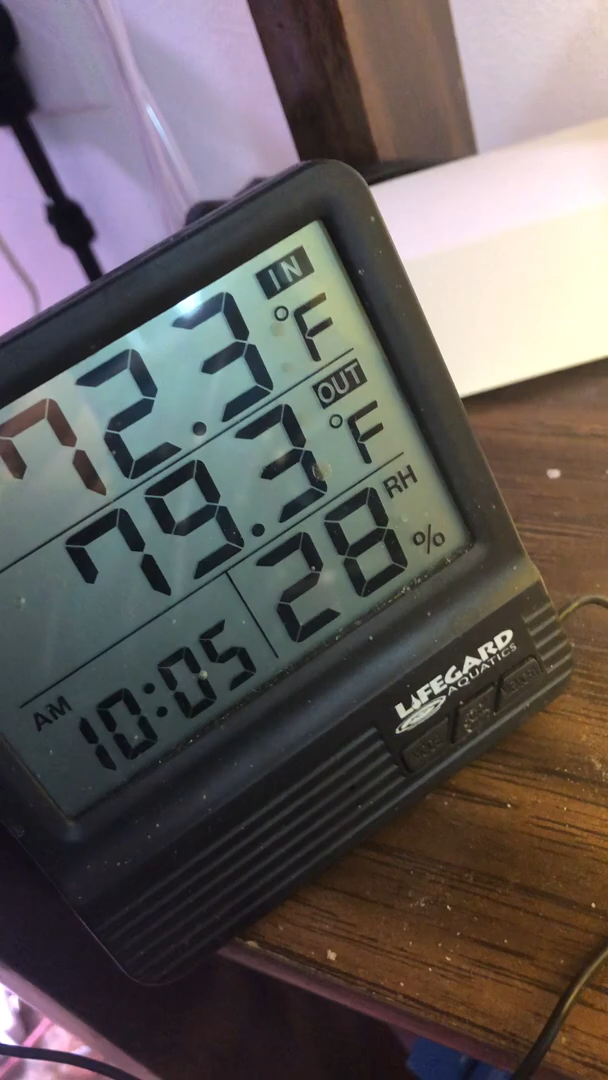 IN
72.3 °F
OUT
79.3 °F
RH
28 %
AM 10:05
LIFEGARD
AQUATICS